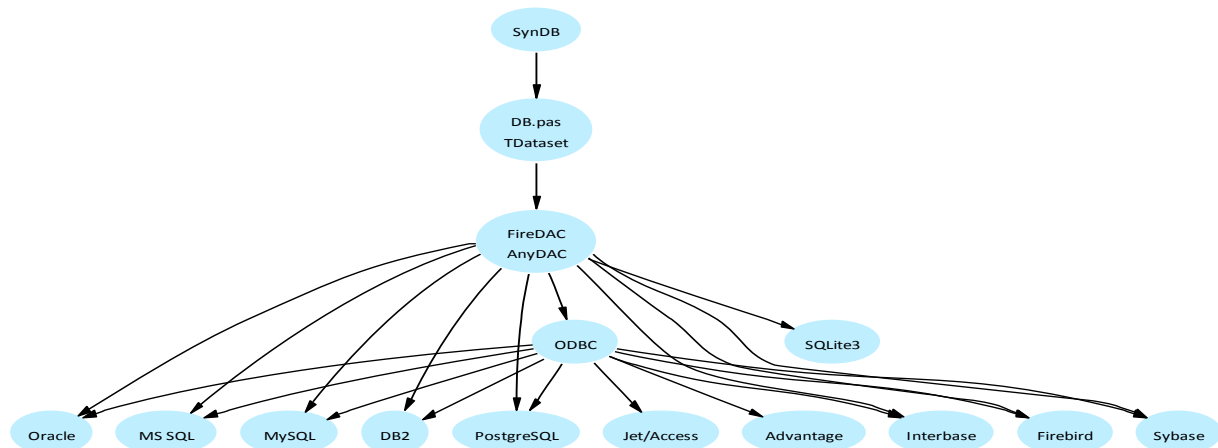 SynDB
DB.pas
TDataset
FireDAC
AnyDAC
ODBC
SQLite3
Oracle
MS SQL
MySQL
DB2
PostgreSQL
Jet/Access
Advantage
Interbase
Firebird
Sybase